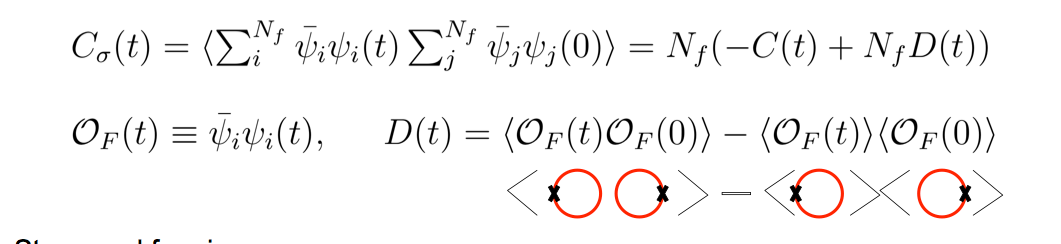 C_σ(t) = ⟨∑_i^{N_f} ψ̄_iψ_i(t) ∑_j^{N_f} ψ̄_jψ_j(0)⟩ = N_f(−C(t) + N_f D(t))
𝒪_F(t) ≡ ψ̄_iψ_i(t), D(t) = ⟨𝒪_F(t)𝒪_F(0)⟩ − ⟨𝒪_F(t)⟩⟨𝒪_F(0)⟩